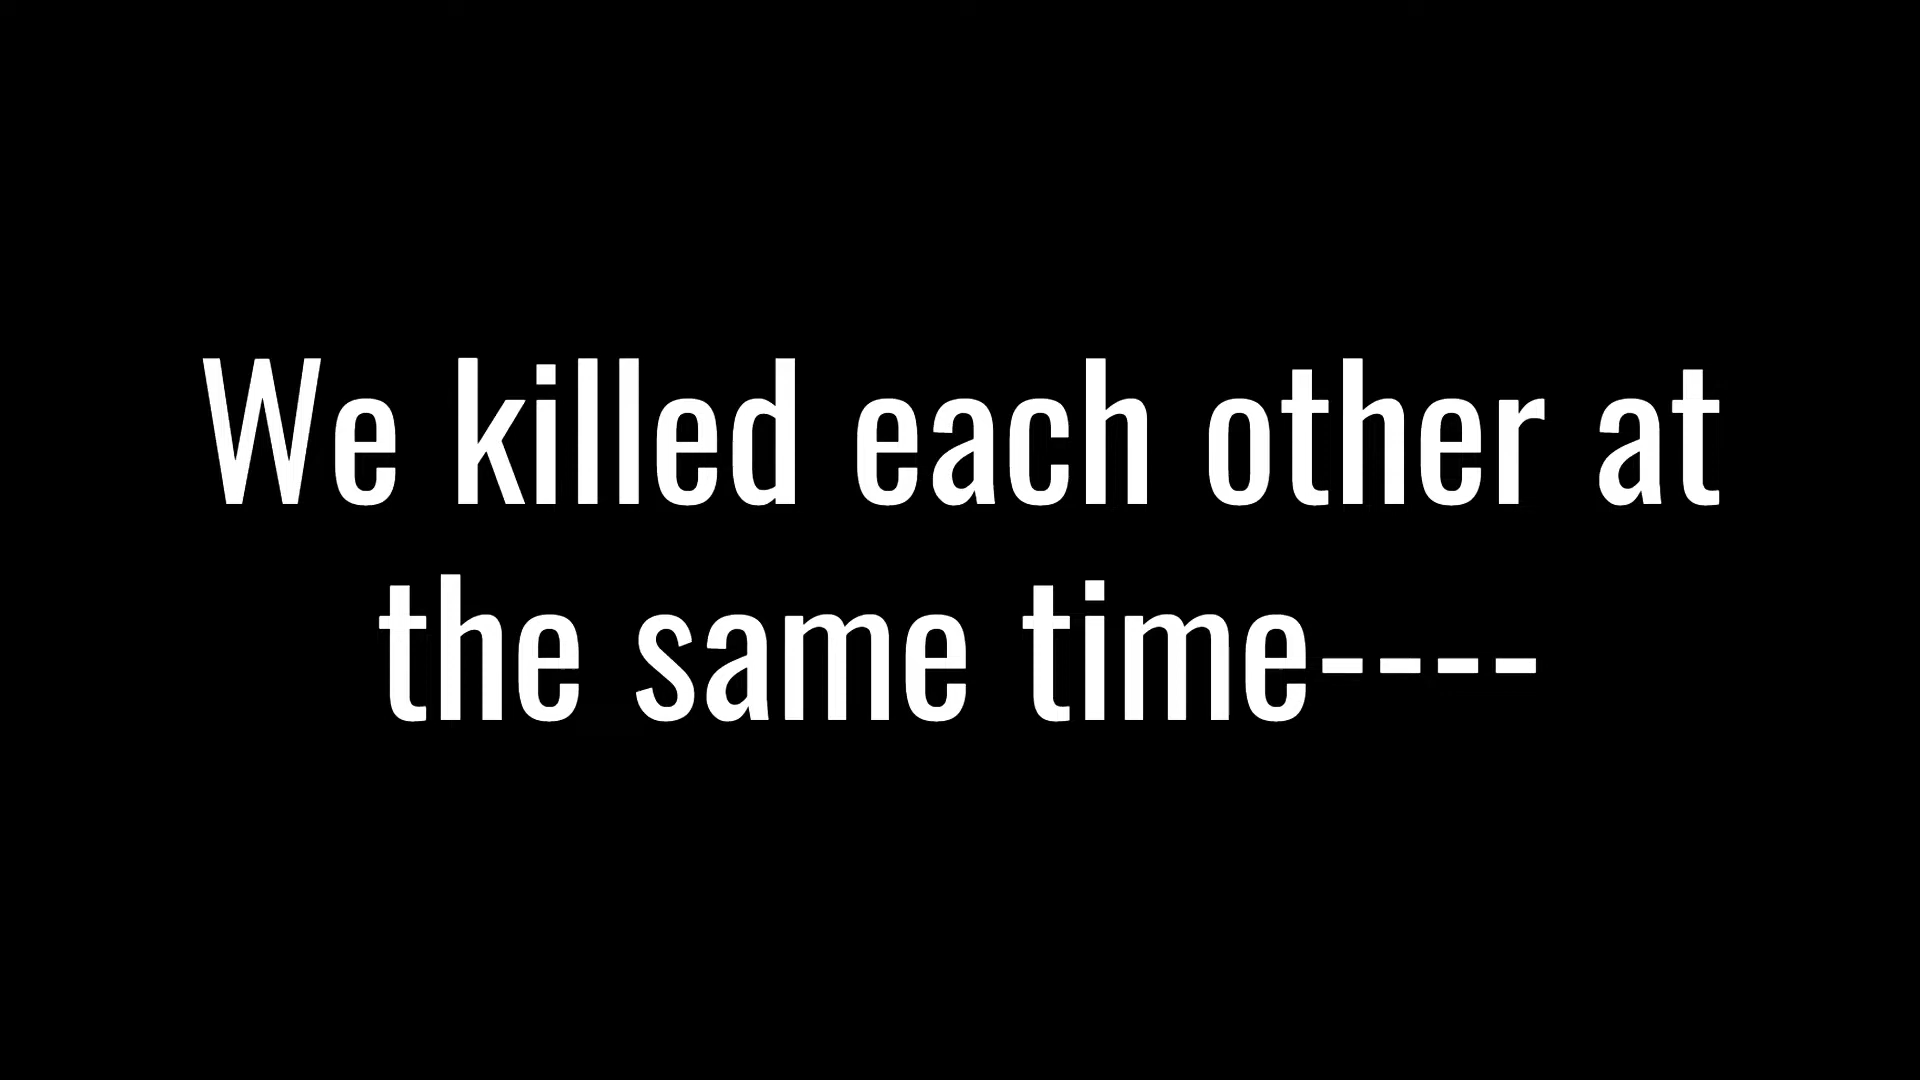 We killed each other at
the same time----